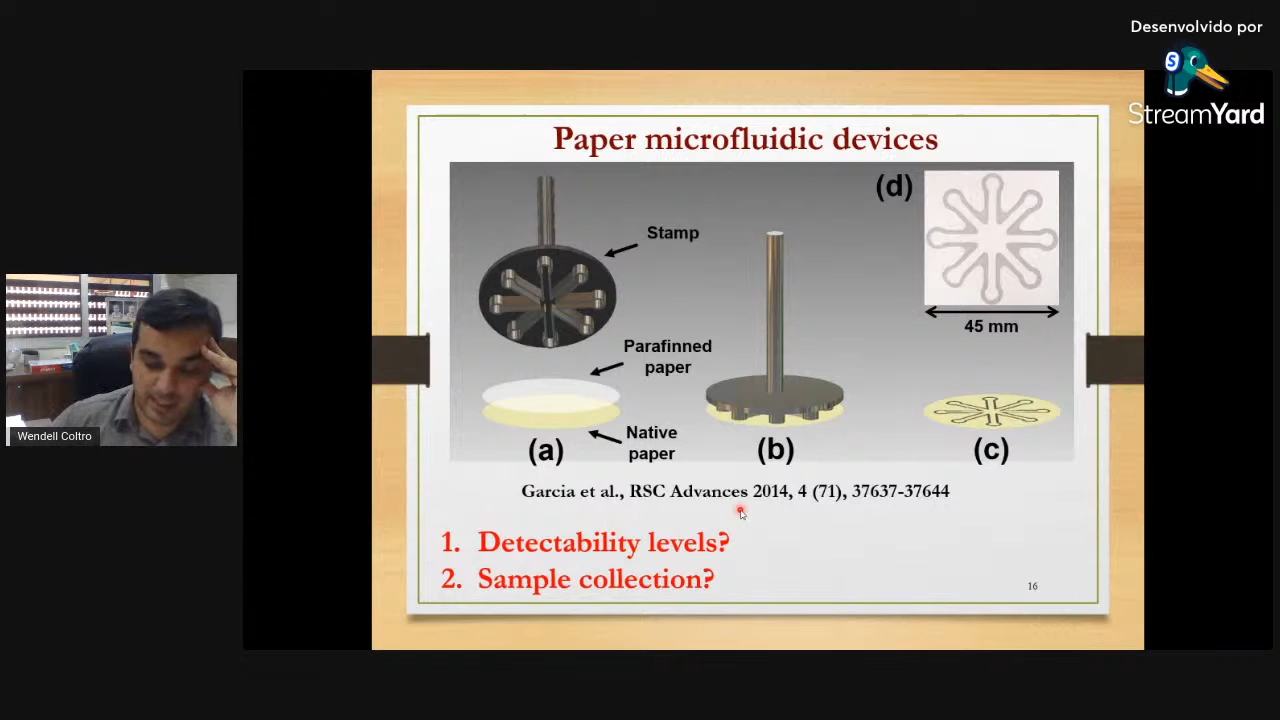 Desenvolvido por
StreamYard
Paper microfluidic devices
(d)
Stamp
45 mm
Parafinned
paper
Native
paper
(a)
(b)
(c)
Garcia et al., RSC Advances 2014, 4 (71), 37637-37644
1. Detectability levels?
2. Sample collection?
16
Wendell Coltro